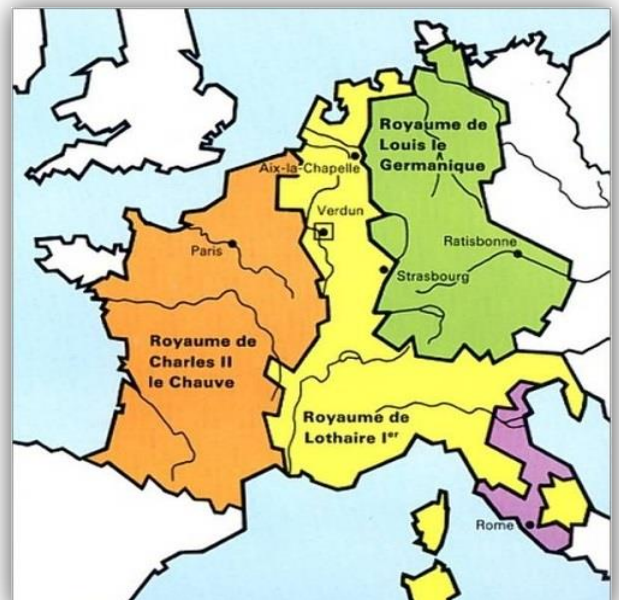 Royaume de
Louis le
Germanique
Aix-la-Chapelle
Verdun
Paris
Ratisbonne
Strasbourg
Royaume de
Charles II
le Chauve
Royaume de
Lothaire Ier
Rome